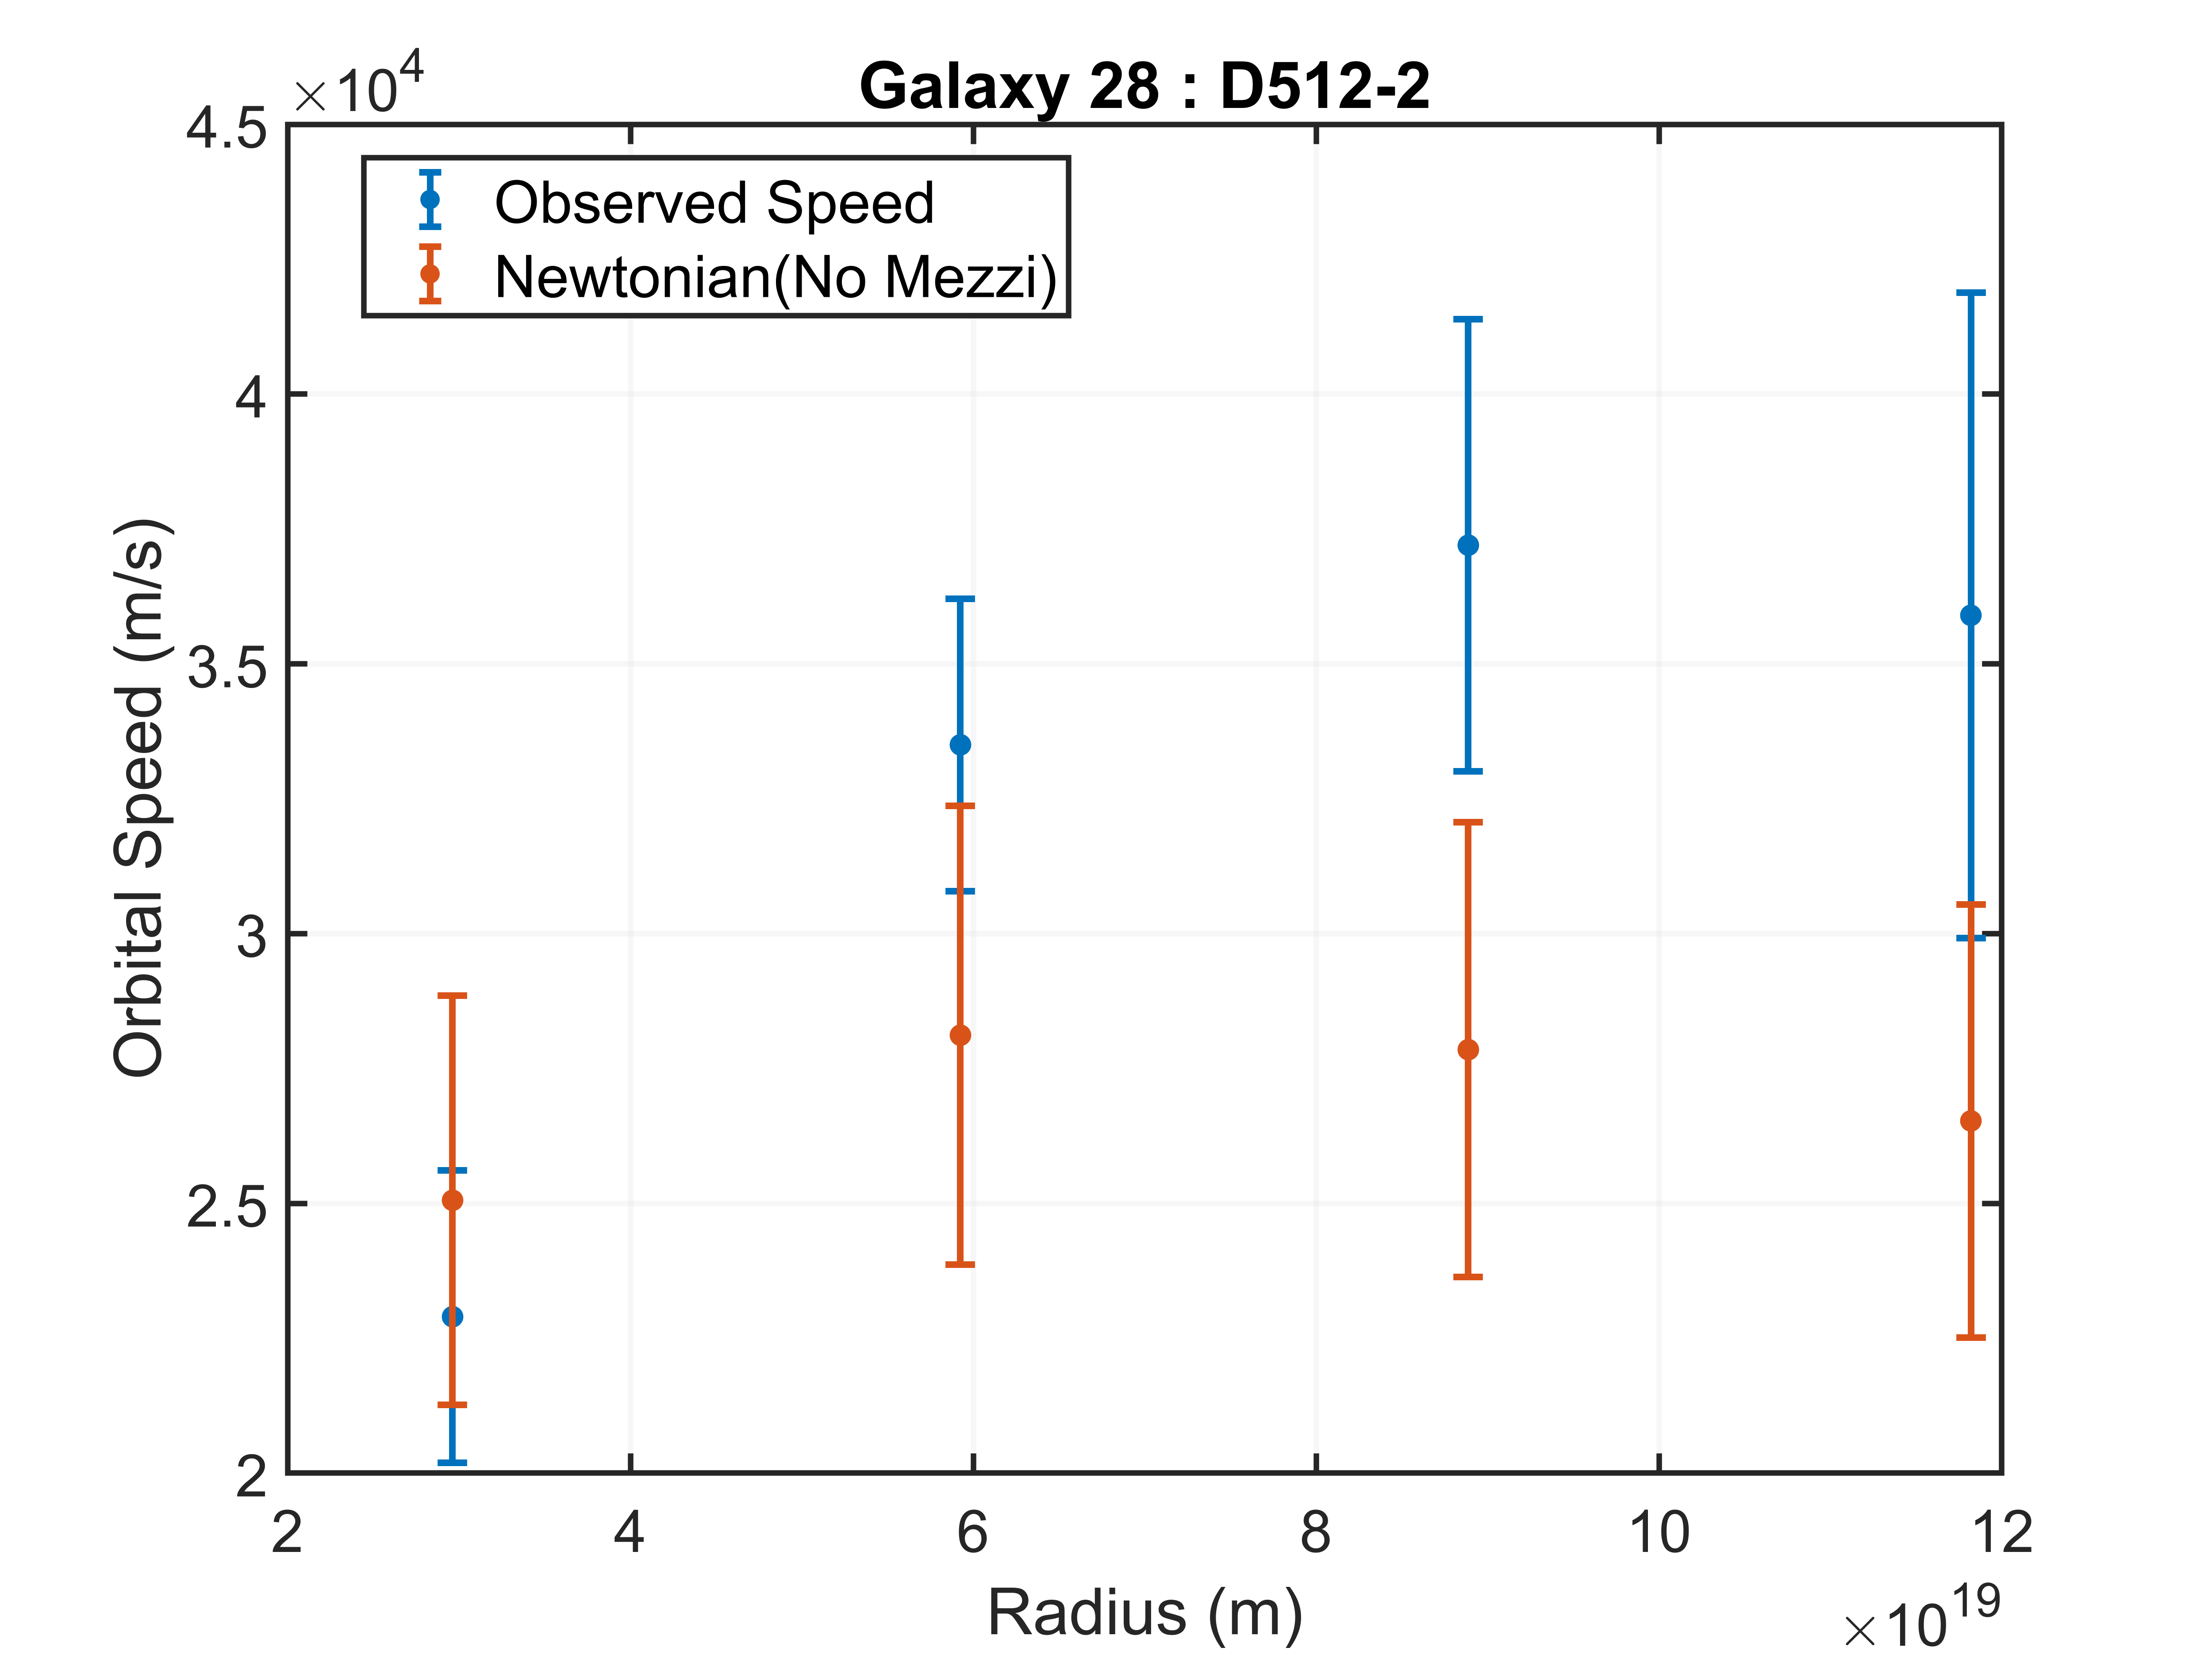 ×10⁴
Galaxy 28 : D512-2
4.5
4
3.5
3
2.5
2
Observed Speed
Newtonian(No Mezzi)
Orbital Speed (m/s)
2 4 6 8 10 12
Radius (m)
×10¹⁹